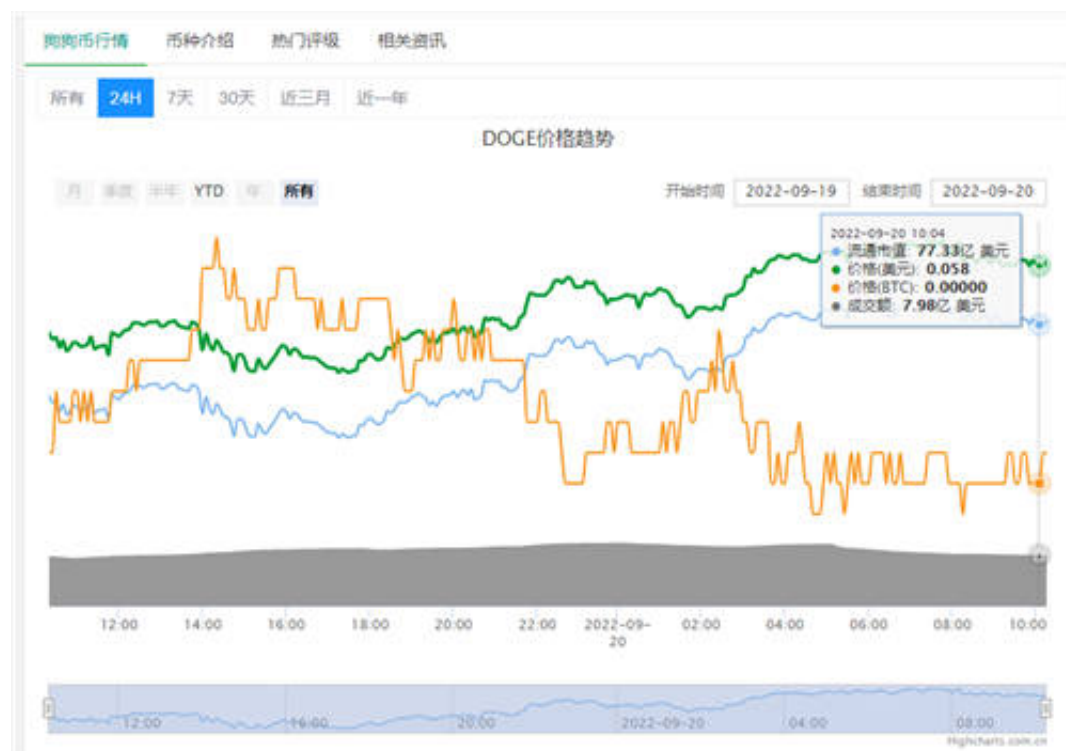 狗狗币行情 币种介绍 热门评级 相关资讯
所有 24H 7天 30天 近三月 近一年
DOGE价格趋势
月 季度 半年 YTD 年 所有 开始时间 2022-09-19 结束时间 2022-09-20
2022-09-20 10:04
流通市值: 77.33亿 美元
价格(美元): 0.058
价格(BTC): 0.00000
成交额: 7.98亿 美元
12:00 14:00 16:00 18:00 20:00 22:00 2022-09-20 02:00 04:00 06:00 08:00 10:00
12:00 16:00 20:00 2022-09-20 04:00 08:00
Highcharts.com.cn